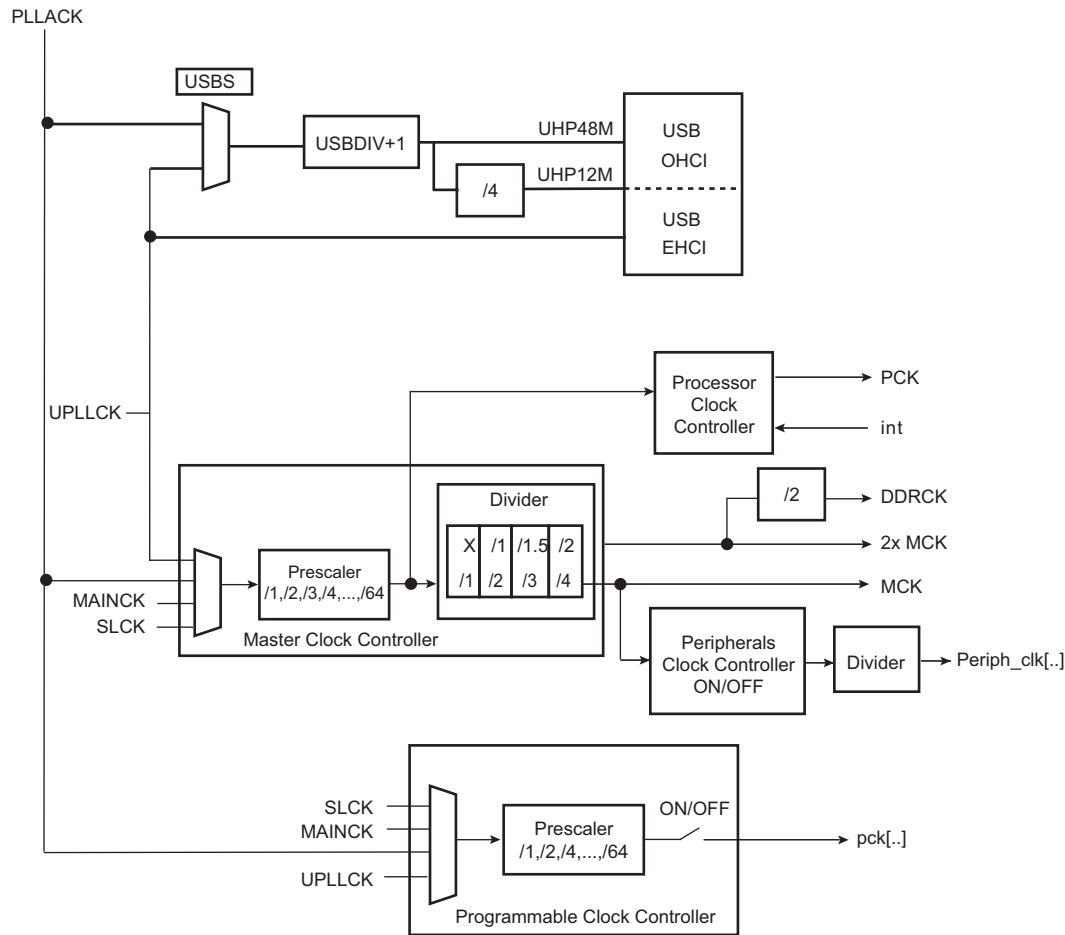 PLLACK
USBS
USBDIV+1
UHP48M
USB
OHCI
/4
UHP12M
USB
EHCI
UPLLCK
Processor
Clock
Controller
PCK
int
/2
DDRCK
Divider
X /1 /1.5 /2
/1 /2 /3 /4
2x MCK
MCK
Prescaler
/1,/2,/3,/4,...,/64
MAINCK
SLCK
Master Clock Controller
Peripherals
Clock Controller
ON/OFF
Divider
Periph_clk[..]
SLCK
MAINCK
UPLLCK
Prescaler
/1,/2,/4,...,/64
ON/OFF
pck[..]
Programmable Clock Controller